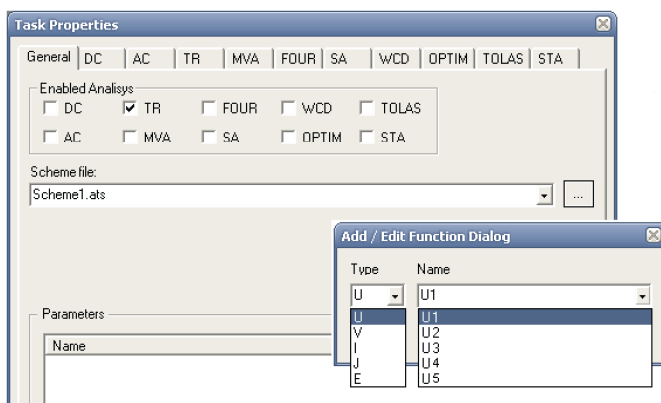 Task Properties
General DC AC TR MVA FOUR SA WCD OPTIM TOLAS STA
Enabled Analisys
DC TR FOUR WCD TOLAS
AC MVA SA OPTIM STA
Scheme file:
Scheme1.ats
...
Add / Edit Function Dialog
Type Name
U U1
U U1
V U2
I U3
J U4
E U5
Parameters
Name